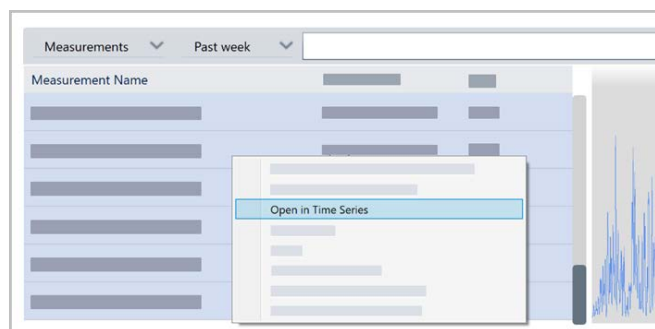 Measurements Past week
Measurement Name
Open in Time Series